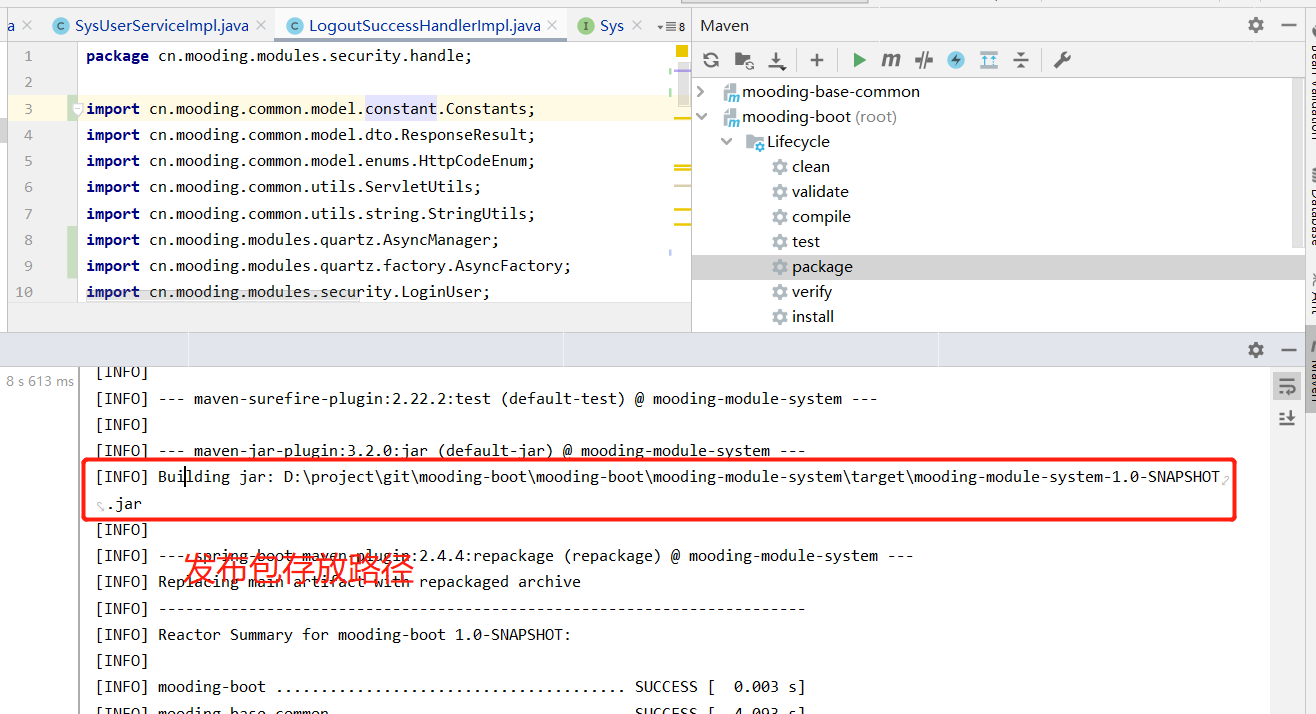 a SysUserServiceImpl.java LogoutSuccessHandlerImpl.java Sys 8
Maven
1 package cn.mooding.modules.security.handle;
2
3 import cn.mooding.common.model.constant.Constants;
4 import cn.mooding.common.model.dto.ResponseResult;
5 import cn.mooding.common.model.enums.HttpCodeEnum;
6 import cn.mooding.common.utils.ServletUtils;
7 import cn.mooding.common.utils.string.StringUtils;
8 import cn.mooding.modules.quartz.AsyncManager;
9 import cn.mooding.modules.quartz.factory.AsyncFactory;
10 import cn.mooding.modules.security.LoginUser;
mooding-base-common
mooding-boot (root)
Lifecycle
clean
validate
compile
test
package
verify
install
Database
Ant
Maven
8 s 613 ms
[INFO]
[INFO] --- maven-surefire-plugin:2.22.2:test (default-test) @ mooding-module-system ---
[INFO]
[INFO] --- maven-jar-plugin:3.2.0:jar (default-jar) @ mooding-module-system ---
[INFO] Building jar: D:\project\git\mooding-boot\mooding-boot\mooding-module-system\target\mooding-module-system-1.0-SNAPSHOT
.jar
[INFO]
[INFO] --- spring-boot-maven-plugin:2.4.4:repackage (repackage) @ mooding-module-system ---
发布包存放路径
[INFO] Replacing main artifact with repackaged archive
[INFO] ------------------------------------------------------------------------
[INFO] Reactor Summary for mooding-boot 1.0-SNAPSHOT:
[INFO]
[INFO] mooding-boot ....................................... SUCCESS [  0.003 s]
[INFO] mooding-base-common ................................ SUCCESS [  4.093 s]